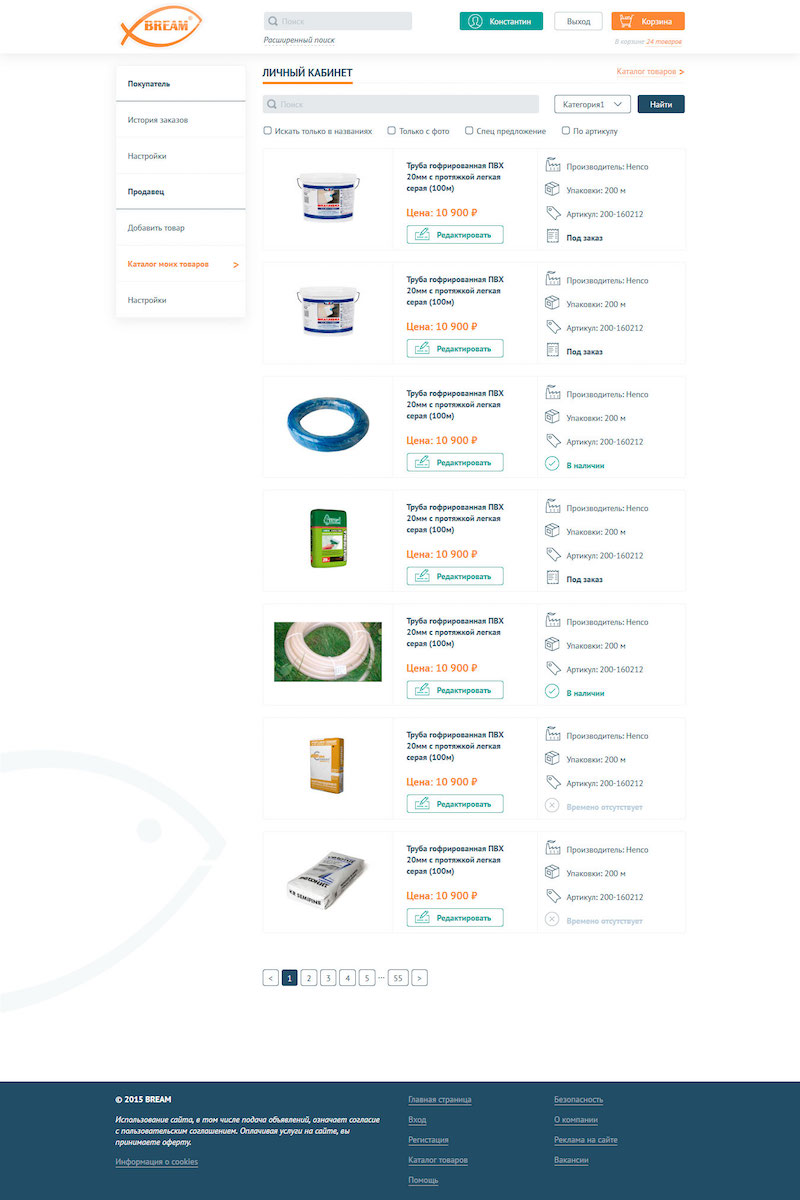 BREAM
Поиск
Расширенный поиск
Константин
Выход
Корзина
В корзине 24 товаров
Покупатель
История заказов
Настройки
Продавец
Добавить товар
Каталог моих товаров >
Настройки
ЛИЧНЫЙ КАБИНЕТ
Каталог товаров >
Поиск
Категория1
Найти
Искать только в названиях
Только с фото
Спец предложение
По артикулу
Труба гофрированная ПВХ
20мм с протяжкой легкая
серая (100м)
Цена: 10 900 ₽
Редактировать
Производитель: Henco
Упаковки: 200 м
Артикул: 200-160212
Под заказ
Труба гофрированная ПВХ
20мм с протяжкой легкая
серая (100м)
Цена: 10 900 ₽
Редактировать
Производитель: Henco
Упаковки: 200 м
Артикул: 200-160212
Под заказ
Труба гофрированная ПВХ
20мм с протяжкой легкая
серая (100м)
Цена: 10 900 ₽
Редактировать
Производитель: Henco
Упаковки: 200 м
Артикул: 200-160212
В наличии
Труба гофрированная ПВХ
20мм с протяжкой легкая
серая (100м)
Цена: 10 900 ₽
Редактировать
Производитель: Henco
Упаковки: 200 м
Артикул: 200-160212
Под заказ
Труба гофрированная ПВХ
20мм с протяжкой легкая
серая (100м)
Цена: 10 900 ₽
Редактировать
Производитель: Henco
Упаковки: 200 м
Артикул: 200-160212
В наличии
Труба гофрированная ПВХ
20мм с протяжкой легкая
серая (100м)
Цена: 10 900 ₽
Редактировать
Производитель: Henco
Упаковки: 200 м
Артикул: 200-160212
Времено отсутствует
Труба гофрированная ПВХ
20мм с протяжкой легкая
серая (100м)
Цена: 10 900 ₽
Редактировать
Производитель: Henco
Упаковки: 200 м
Артикул: 200-160212
Времено отсутствует
< 1 2 3 4 5 ... 55 >
© 2015 BREAM
Использование сайта, в том числе подача объявлений, означает согласие
с пользовательским соглашением. Оплачивая услуги на сайте, вы
принимаете оферту.
Информация о cookies
Главная страница
Вход
Регистация
Каталог товаров
Помощь
Безопасность
О компании
Реклама на сайте
Вакансии